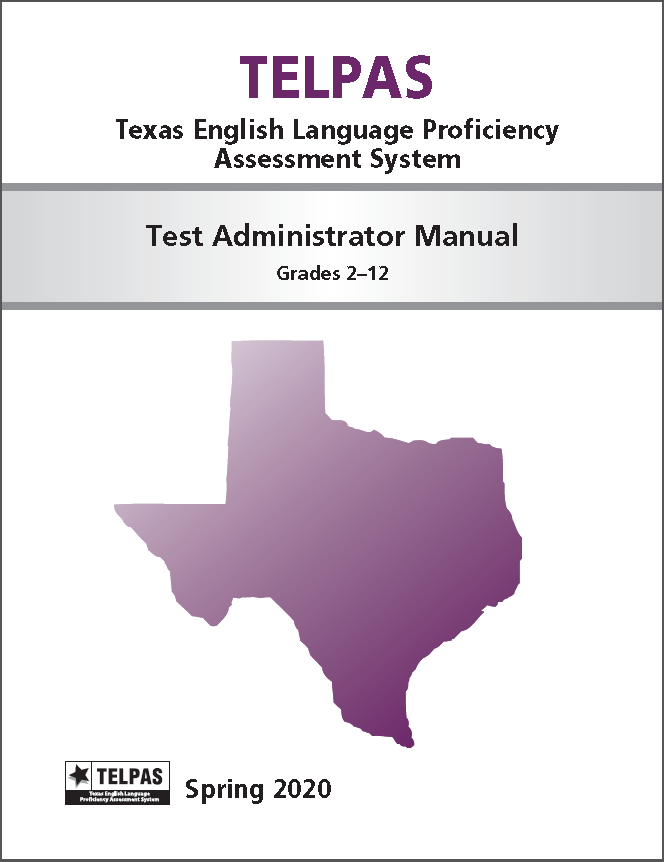 TELPAS
Texas English Language Proficiency
Assessment System
Test Administrator Manual
Grades 2–12
TELPAS
Texas English Language
Proficiency Assessment System
Spring 2020